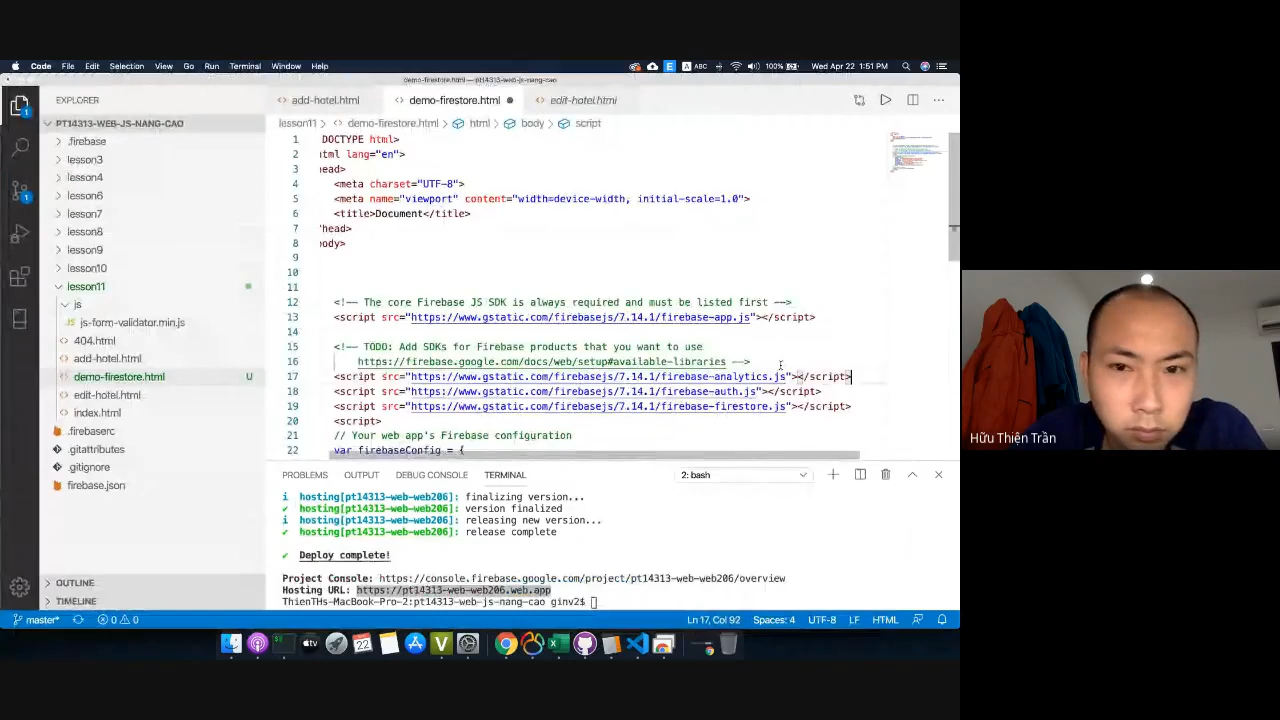 Code File Edit Selection View Go Run Terminal Window Help
E A ABC 100% Wed Apr 22 1:51 PM
demo-firestore.html — pt14313-web-js-nang-cao
EXPLORER
add-hotel.html demo-firestore.html edit-hotel.html
PT14313-WEB-JS-NANG-CAO
lesson11 > demo-firestore.html > html > body > script
.firebase
lesson3
lesson4
lesson6
lesson7
lesson8
lesson9
lesson10
lesson11
js
js-form-validator.min.js
404.html
add-hotel.html
demo-firestore.html U
edit-hotel.html
index.html
.firebaserc
.gitattributes
.gitignore
firebase.json
OUTLINE
TIMELINE
1 DOCTYPE html>
2 html lang="en">
3 head>
4 <meta charset="UTF-8">
5 <meta name="viewport" content="width=device-width, initial-scale=1.0">
6 <title>Document</title>
7 /head>
8 body>
9
10
11
12 <!-- The core Firebase JS SDK is always required and must be listed first -->
13 <script src="https://www.gstatic.com/firebasejs/7.14.1/firebase-app.js"></script>
14
15 <!-- TODO: Add SDKs for Firebase products that you want to use
16 https://firebase.google.com/docs/web/setup#available-libraries -->
17 <script src="https://www.gstatic.com/firebasejs/7.14.1/firebase-analytics.js"></script>
18 <script src="https://www.gstatic.com/firebasejs/7.14.1/firebase-auth.js"></script>
19 <script src="https://www.gstatic.com/firebasejs/7.14.1/firebase-firestore.js"></script>
20 <script>
21 // Your web app's Firebase configuration
22 var firebaseConfig = {
PROBLEMS OUTPUT DEBUG CONSOLE TERMINAL 2: bash
i hosting[pt14313-web-web206]: finalizing version...
✔ hosting[pt14313-web-web206]: version finalized
i hosting[pt14313-web-web206]: releasing new version...
✔ hosting[pt14313-web-web206]: release complete
✔ Deploy complete!
Project Console: https://console.firebase.google.com/project/pt14313-web-web206/overview
Hosting URL: https://pt14313-web-web206.web.app
ThienTHs-MacBook-Pro-2:pt14313-web-js-nang-cao ginv2$
master* 0 0 Ln 17, Col 92 Spaces: 4 UTF-8 LF HTML
Hữu Thiện Trần